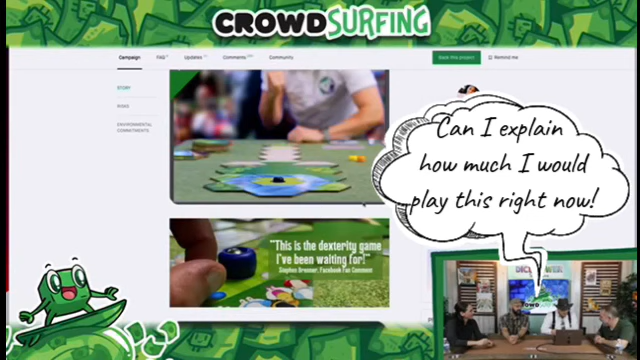 CROWDSURFING
Campaign FAQ Updates Comments Community Back this project Remind me
STORY
RISKS
ENVIRONMENTAL
COMMITMENTS
Can I explain
how much I would
play this right now!
"This is the dexterity game
I've been waiting for!"